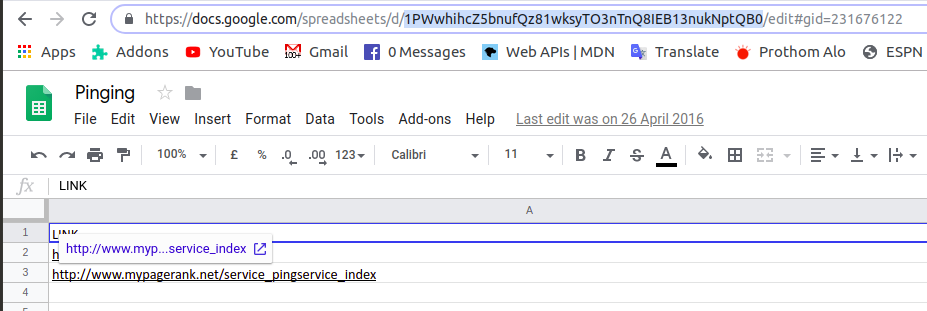 https://docs.google.com/spreadsheets/d/1PWwhihcZ5bnufQz81wksyTO3nTnQ8IEB13nukNptQB0/edit#gid=231676122
Apps Addons YouTube 100+ Gmail 0 Messages Web APIs | MDN Translate Prothom Alo ESPN
Pinging
File Edit View Insert Format Data Tools Add-ons Help Last edit was on 26 April 2016
100% £ % .0 .00 123 Calibri 11 B I S A
fx LINK
A
1 LINK
http://www.myp...service_index
2 h
3 http://www.mypagerank.net/service_pingservice_index
4
5